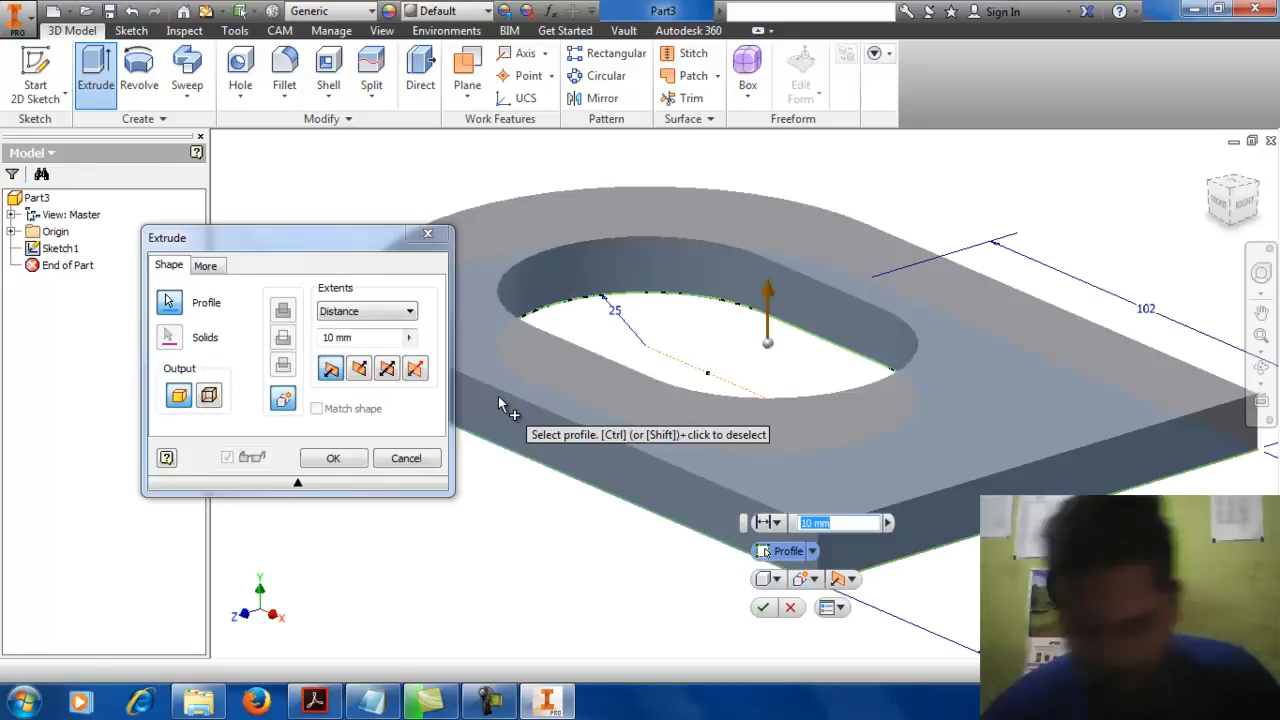 Generic
Default
Part3
Sign In
PRO
3D Model
Sketch
Inspect
Tools
CAM
Manage
View
Environments
BIM
Get Started
Vault
Autodesk 360
Start
2D Sketch
Extrude
Revolve
Sweep
Hole
Fillet
Shell
Split
Direct
Plane
Axis
Point
UCS
Rectangular
Circular
Mirror
Stitch
Patch
Trim
Box
Edit
Form
Sketch
Create
Modify
Work Features
Pattern
Surface
Freeform
Model
Part3
View: Master
Origin
Sketch1
End of Part
Extrude
Shape
More
Profile
Solids
Output
Extents
Distance
10 mm
Match shape
OK
Cancel
25
102
FRONT
RIGHT
Select profile. [Ctrl] (or [Shift])+click to deselect
10 mm
Profile
Y
Z
X
PRO